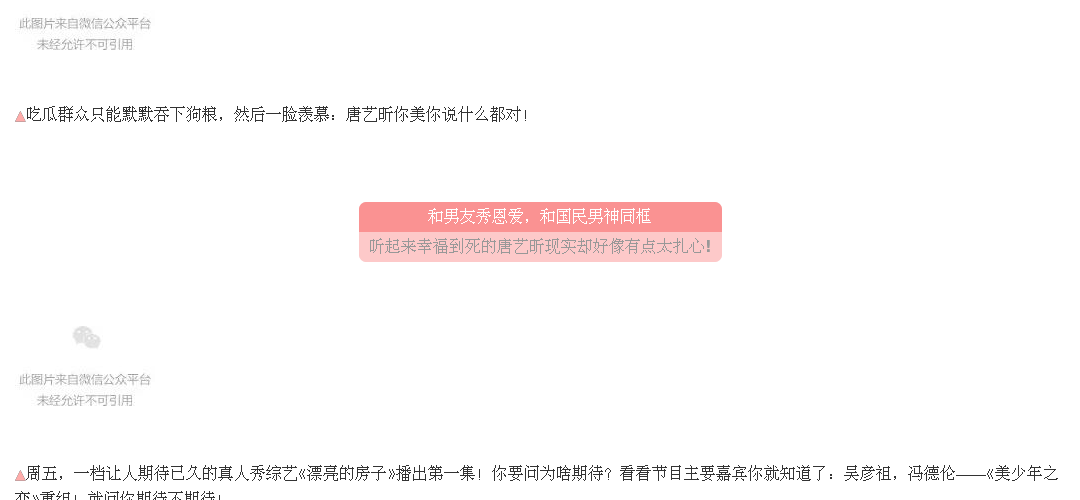 此图片来自微信公众平台
未经允许不可引用
吃瓜群众只能默默吞下狗粮，然后一脸羡慕：唐艺昕你美你说什么都对！
和男友秀恩爱，和国民男神同框
听起来幸福到死的唐艺昕现实却好像有点太扎心！
此图片来自微信公众平台
未经允许不可引用
周五，一档让人期待已久的真人秀综艺《漂亮的房子》播出第一集！你要问为啥期待？看看节目主要嘉宾你就知道了：吴彦祖，冯德伦——《美少年之
恋》重组！就问你期待不期待！